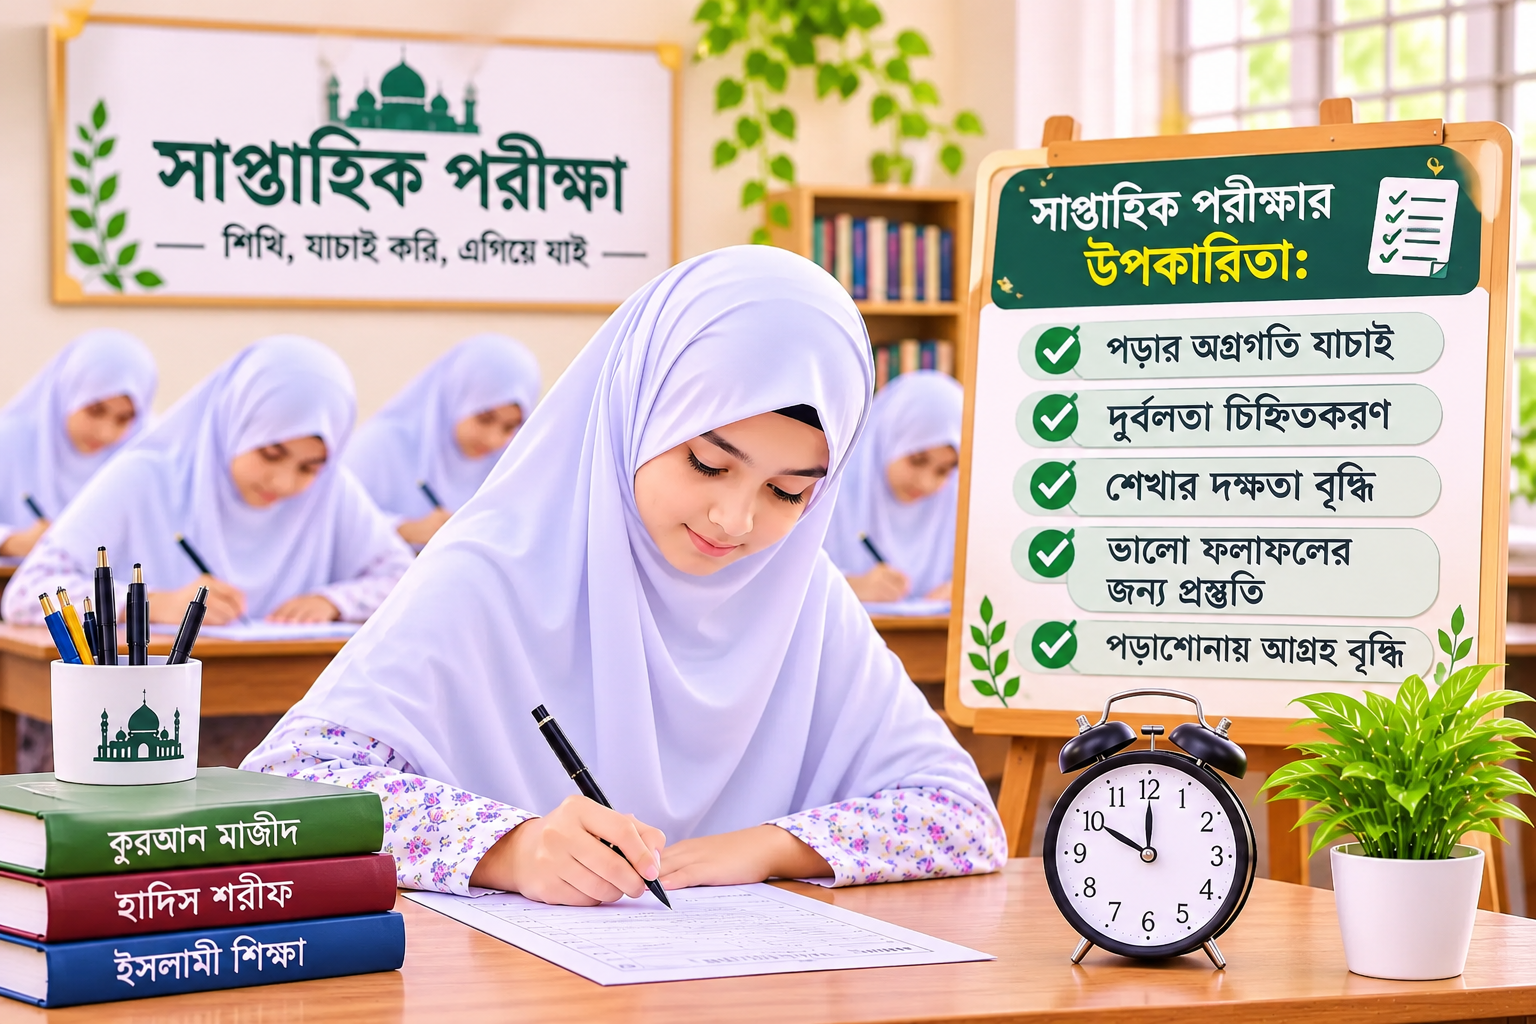 সাপ্তাহিক পরীক্ষা
শিখি, যাচাই করি, এগিয়ে যাই
সাপ্তাহিক পরীক্ষার
উপকারিতা:
পড়ার অগ্রগতি যাচাই
দুর্বলতা চিহ্নিতকরণ
শেখার দক্ষতা বৃদ্ধি
ভালো ফলাফলের
জন্য প্রস্তুতি
পড়াশোনায় আগ্রহ বৃদ্ধি
কুরআন মাজীদ
হাদিস শরীফ
ইসলামী শিক্ষা
12
1
2
3
4
5
6
7
8
9
10
11